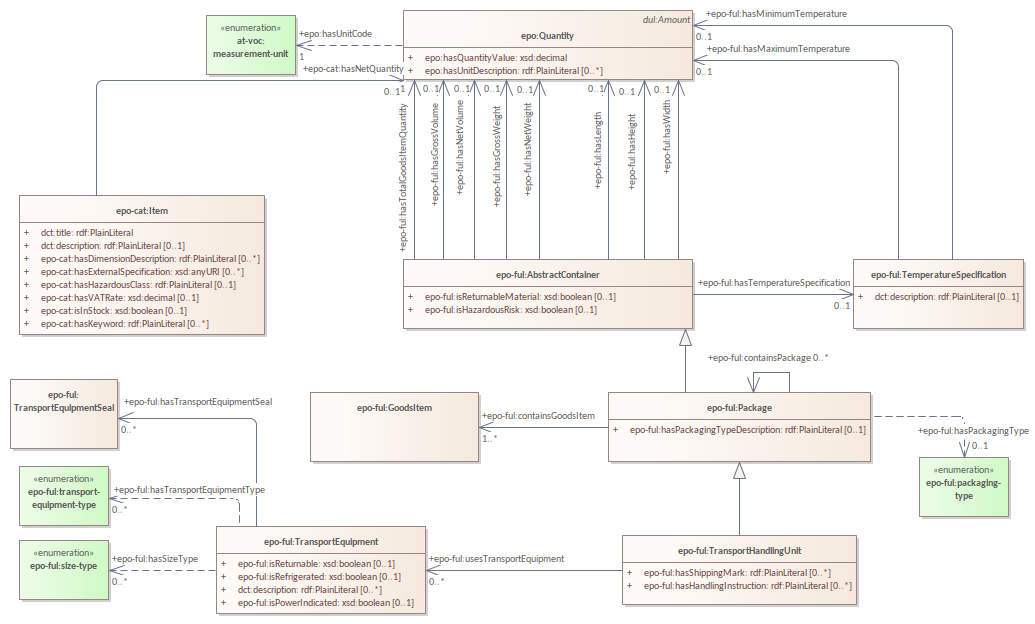 «enumeration»
at-voc:
measurement-unit
+epo:hasUnitCode
1
dul:Amount
epo:Quantity
+ epo:hasQuantityValue: xsd:decimal
+ epo:hasUnitDescription: rdf:PlainLiteral [0..*]
+epo-ful:hasMinimumTemperature
0..1
+epo-ful:hasMaximumTemperature
0..1
+epo-cat:hasNetQuantity
0..1
1
0..1
0..1
0..1
0..1
0..1
0..1
0..1
+epo-ful:hasTotalGoodsItemQuantity
+epo-ful:hasGrossVolume
+epo-ful:hasNetVolume
+epo-ful:hasGrossWeight
+epo-ful:hasNetWeight
+epo-ful:hasLength
+epo-ful:hasHeight
+epo-ful:hasWidth
epo-cat:Item
+ dct:title: rdf:PlainLiteral
+ dct:description: rdf:PlainLiteral [0..1]
+ epo-cat:hasDimensionDescription: rdf:PlainLiteral [0..*]
+ epo-cat:hasExternalSpecification: xsd:anyURI [0..*]
+ epo-cat:hasHazardousClass: rdf:PlainLiteral [0..1]
+ epo-cat:hasVATRate: xsd:decimal [0..1]
+ epo-cat:isInStock: xsd:boolean [0..1]
+ epo-cat:hasKeyword: rdf:PlainLiteral [0..*]
epo-ful:AbstractContainer
+ epo-ful:isReturnableMaterial: xsd:boolean [0..1]
+ epo-ful:isHazardousRisk: xsd:boolean [0..1]
+epo-ful:hasTemperatureSpecification
0..1
epo-ful:TemperatureSpecification
+ dct:description: rdf:PlainLiteral [0..1]
+epo-ful:containsPackage 0..*
epo-ful:
TransportEquipmentSeal
+epo-ful:hasTransportEquipmentSeal
0..*
epo-ful:GoodsItem
+epo-ful:containsGoodsItem
1..*
epo-ful:Package
+ epo-ful:hasPackagingTypeDescription: rdf:PlainLiteral [0..1]
+epo-ful:hasPackagingType
0..1
«enumeration»
epo-ful:packaging-
type
«enumeration»
epo-ful:transport-
equipment-type
+epo-ful:hasTransportEquipmentType
0..*
«enumeration»
epo-ful:size-type
+epo-ful:hasSizeType
0..*
epo-ful:TransportEquipment
+ epo-ful:isReturnable: xsd:boolean [0..1]
+ epo-ful:isRefrigerated: xsd:boolean [0..1]
+ dct:description: rdf:PlainLiteral [0..*]
+ epo-ful:isPowerIndicated: xsd:boolean [0..1]
+epo-ful:usesTransportEquipment
0..*
epo-ful:TransportHandlingUnit
+ epo-ful:hasShippingMark: rdf:PlainLiteral [0..*]
+ epo-ful:hasHandlingInstruction: rdf:PlainLiteral [0..*]